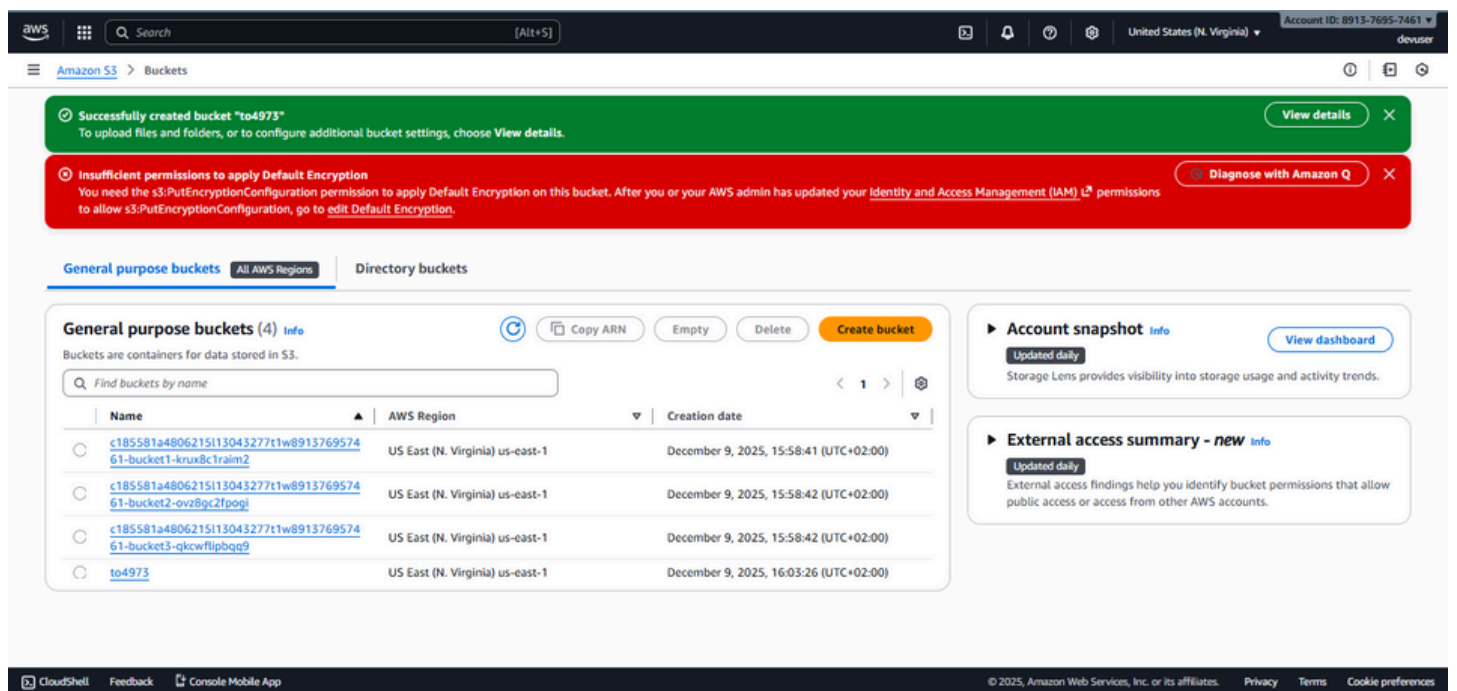 aws
Search [Alt+S]
United States (N. Virginia)
Account ID: 8913-7695-7461
devuser
Amazon S3 > Buckets
Successfully created bucket "to4973"
To upload files and folders, or to configure additional bucket settings, choose View details.
View details
Insufficient permissions to apply Default Encryption
You need the s3:PutEncryptionConfiguration permission to apply Default Encryption on this bucket. After you or your AWS admin has updated your Identity and Access Management (IAM) permissions
to allow s3:PutEncryptionConfiguration, go to edit Default Encryption.
Diagnose with Amazon Q
General purpose buckets All AWS Regions
Directory buckets
General purpose buckets (4) Info
Copy ARN
Empty
Delete
Create bucket
Buckets are containers for data stored in S3.
Find buckets by name
< 1 >
Name AWS Region Creation date
c185581a4806215l13043277t1w8913769574
61-bucket1-krux8c1raim2 US East (N. Virginia) us-east-1 December 9, 2025, 15:58:41 (UTC+02:00)
c185581a4806215l13043277t1w8913769574
61-bucket2-ovz8gc2fpogi US East (N. Virginia) us-east-1 December 9, 2025, 15:58:42 (UTC+02:00)
c185581a4806215l13043277t1w8913769574
61-bucket3-qkcwflipbqq9 US East (N. Virginia) us-east-1 December 9, 2025, 15:58:42 (UTC+02:00)
to4973 US East (N. Virginia) us-east-1 December 9, 2025, 16:03:26 (UTC+02:00)
Account snapshot Info
View dashboard
Updated daily
Storage Lens provides visibility into storage usage and activity trends.
External access summary - new Info
Updated daily
External access findings help you identify bucket permissions that allow
public access or access from other AWS accounts.
CloudShell Feedback Console Mobile App
© 2025, Amazon Web Services, Inc. or its affiliates. Privacy Terms Cookie preferences